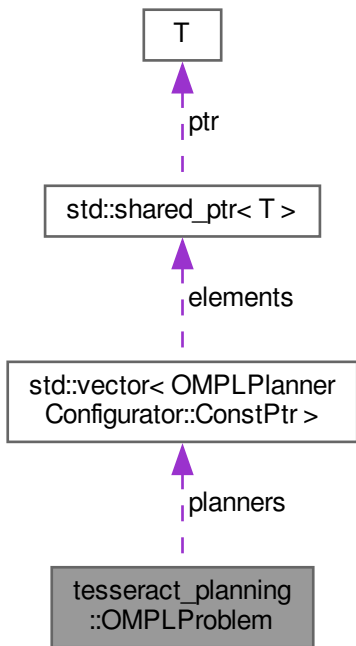 T
ptr
std::shared_ptr< T >
elements
std::vector< OMPLPlanner
Configurator::ConstPtr >
planners
tesseract_planning
::OMPLProblem